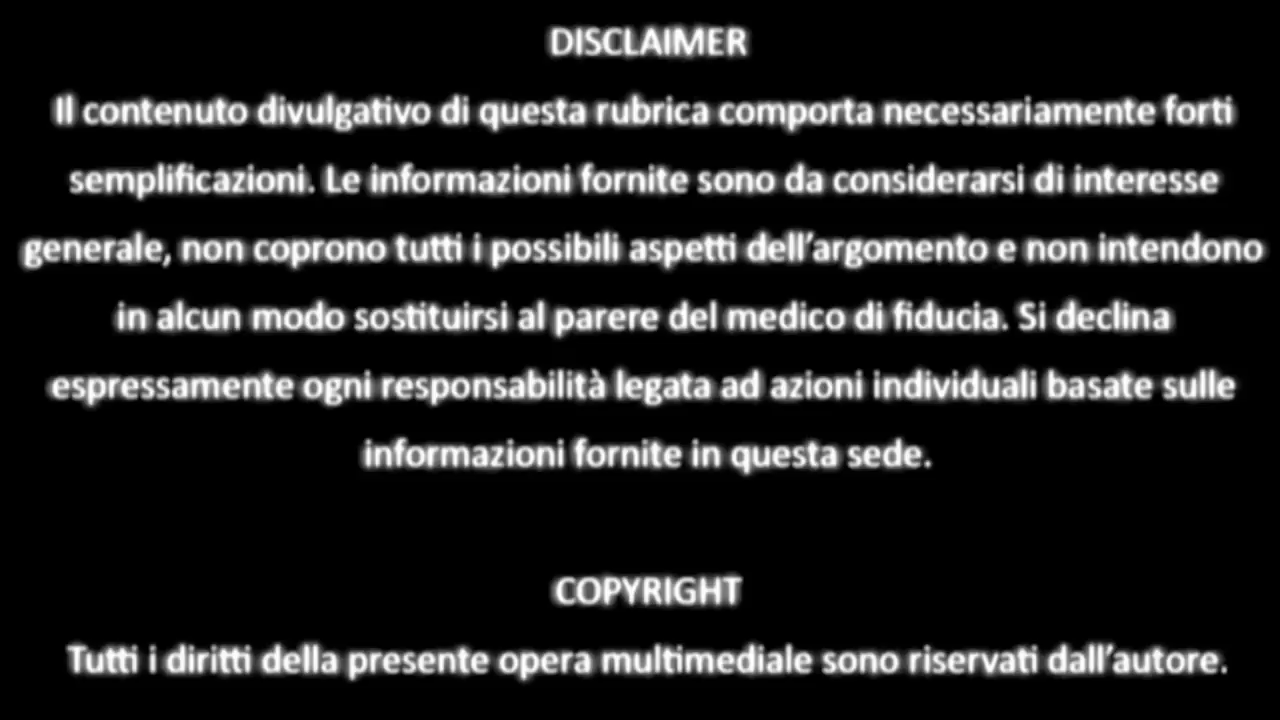 DISCLAIMER
Il contenuto divulgativo di questa rubrica comporta necessariamente forti
semplificazioni. Le informazioni fornite sono da considerarsi di interesse
generale, non coprono tutti i possibili aspetti dell’argomento e non intendono
in alcun modo sostituirsi al parere del medico di fiducia. Si declina
espressamente ogni responsabilità legata ad azioni individuali basate sulle
informazioni fornite in questa sede.
COPYRIGHT
Tutti i diritti della presente opera multimediale sono riservati dall’autore.